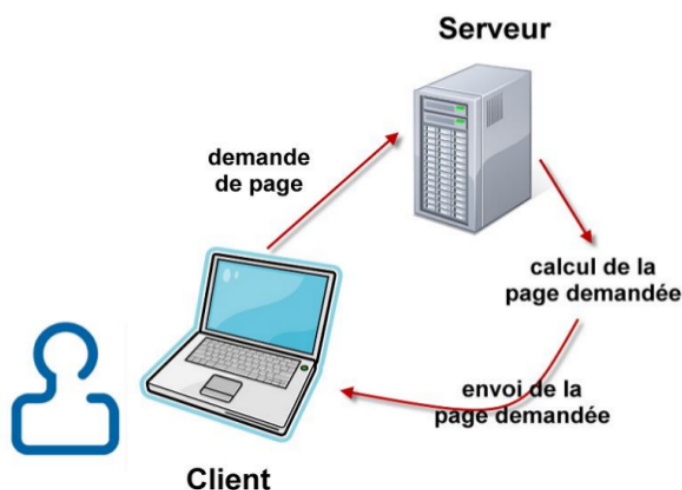 Serveur
demande
de page
calcul de la
page demandée
envoi de la
page demandée
Client